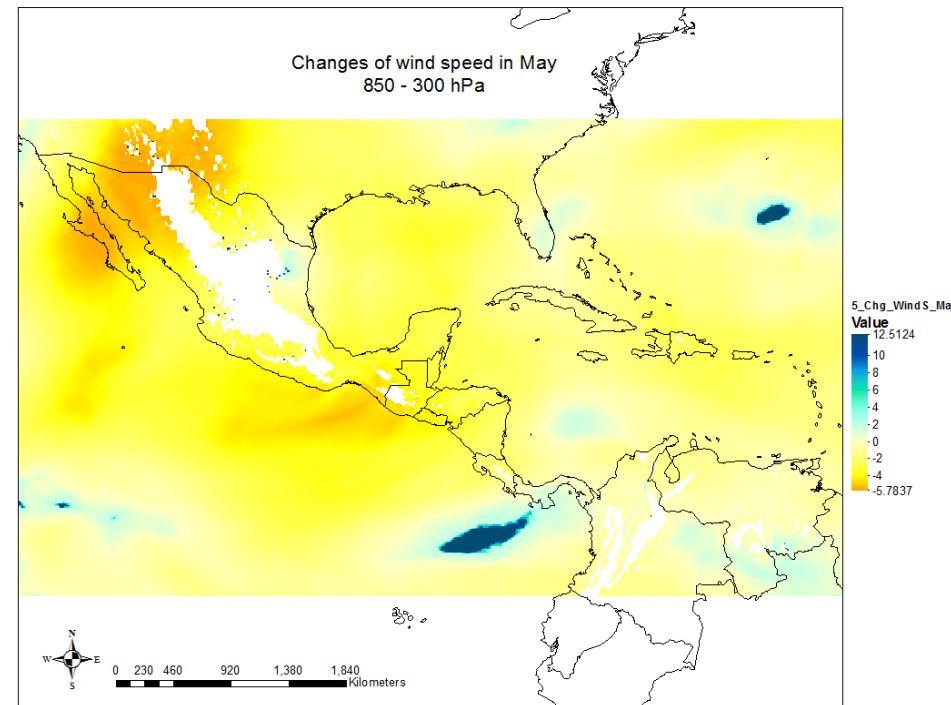 Changes of wind speed in May
850 - 300 hPa
5_Chg_WindS_Ma
Value
12.5124
10
8
6
4
2
0
-2
-4
-5.7837
N
W E
S
0 230 460 920 1,380 1,840
Kilometers